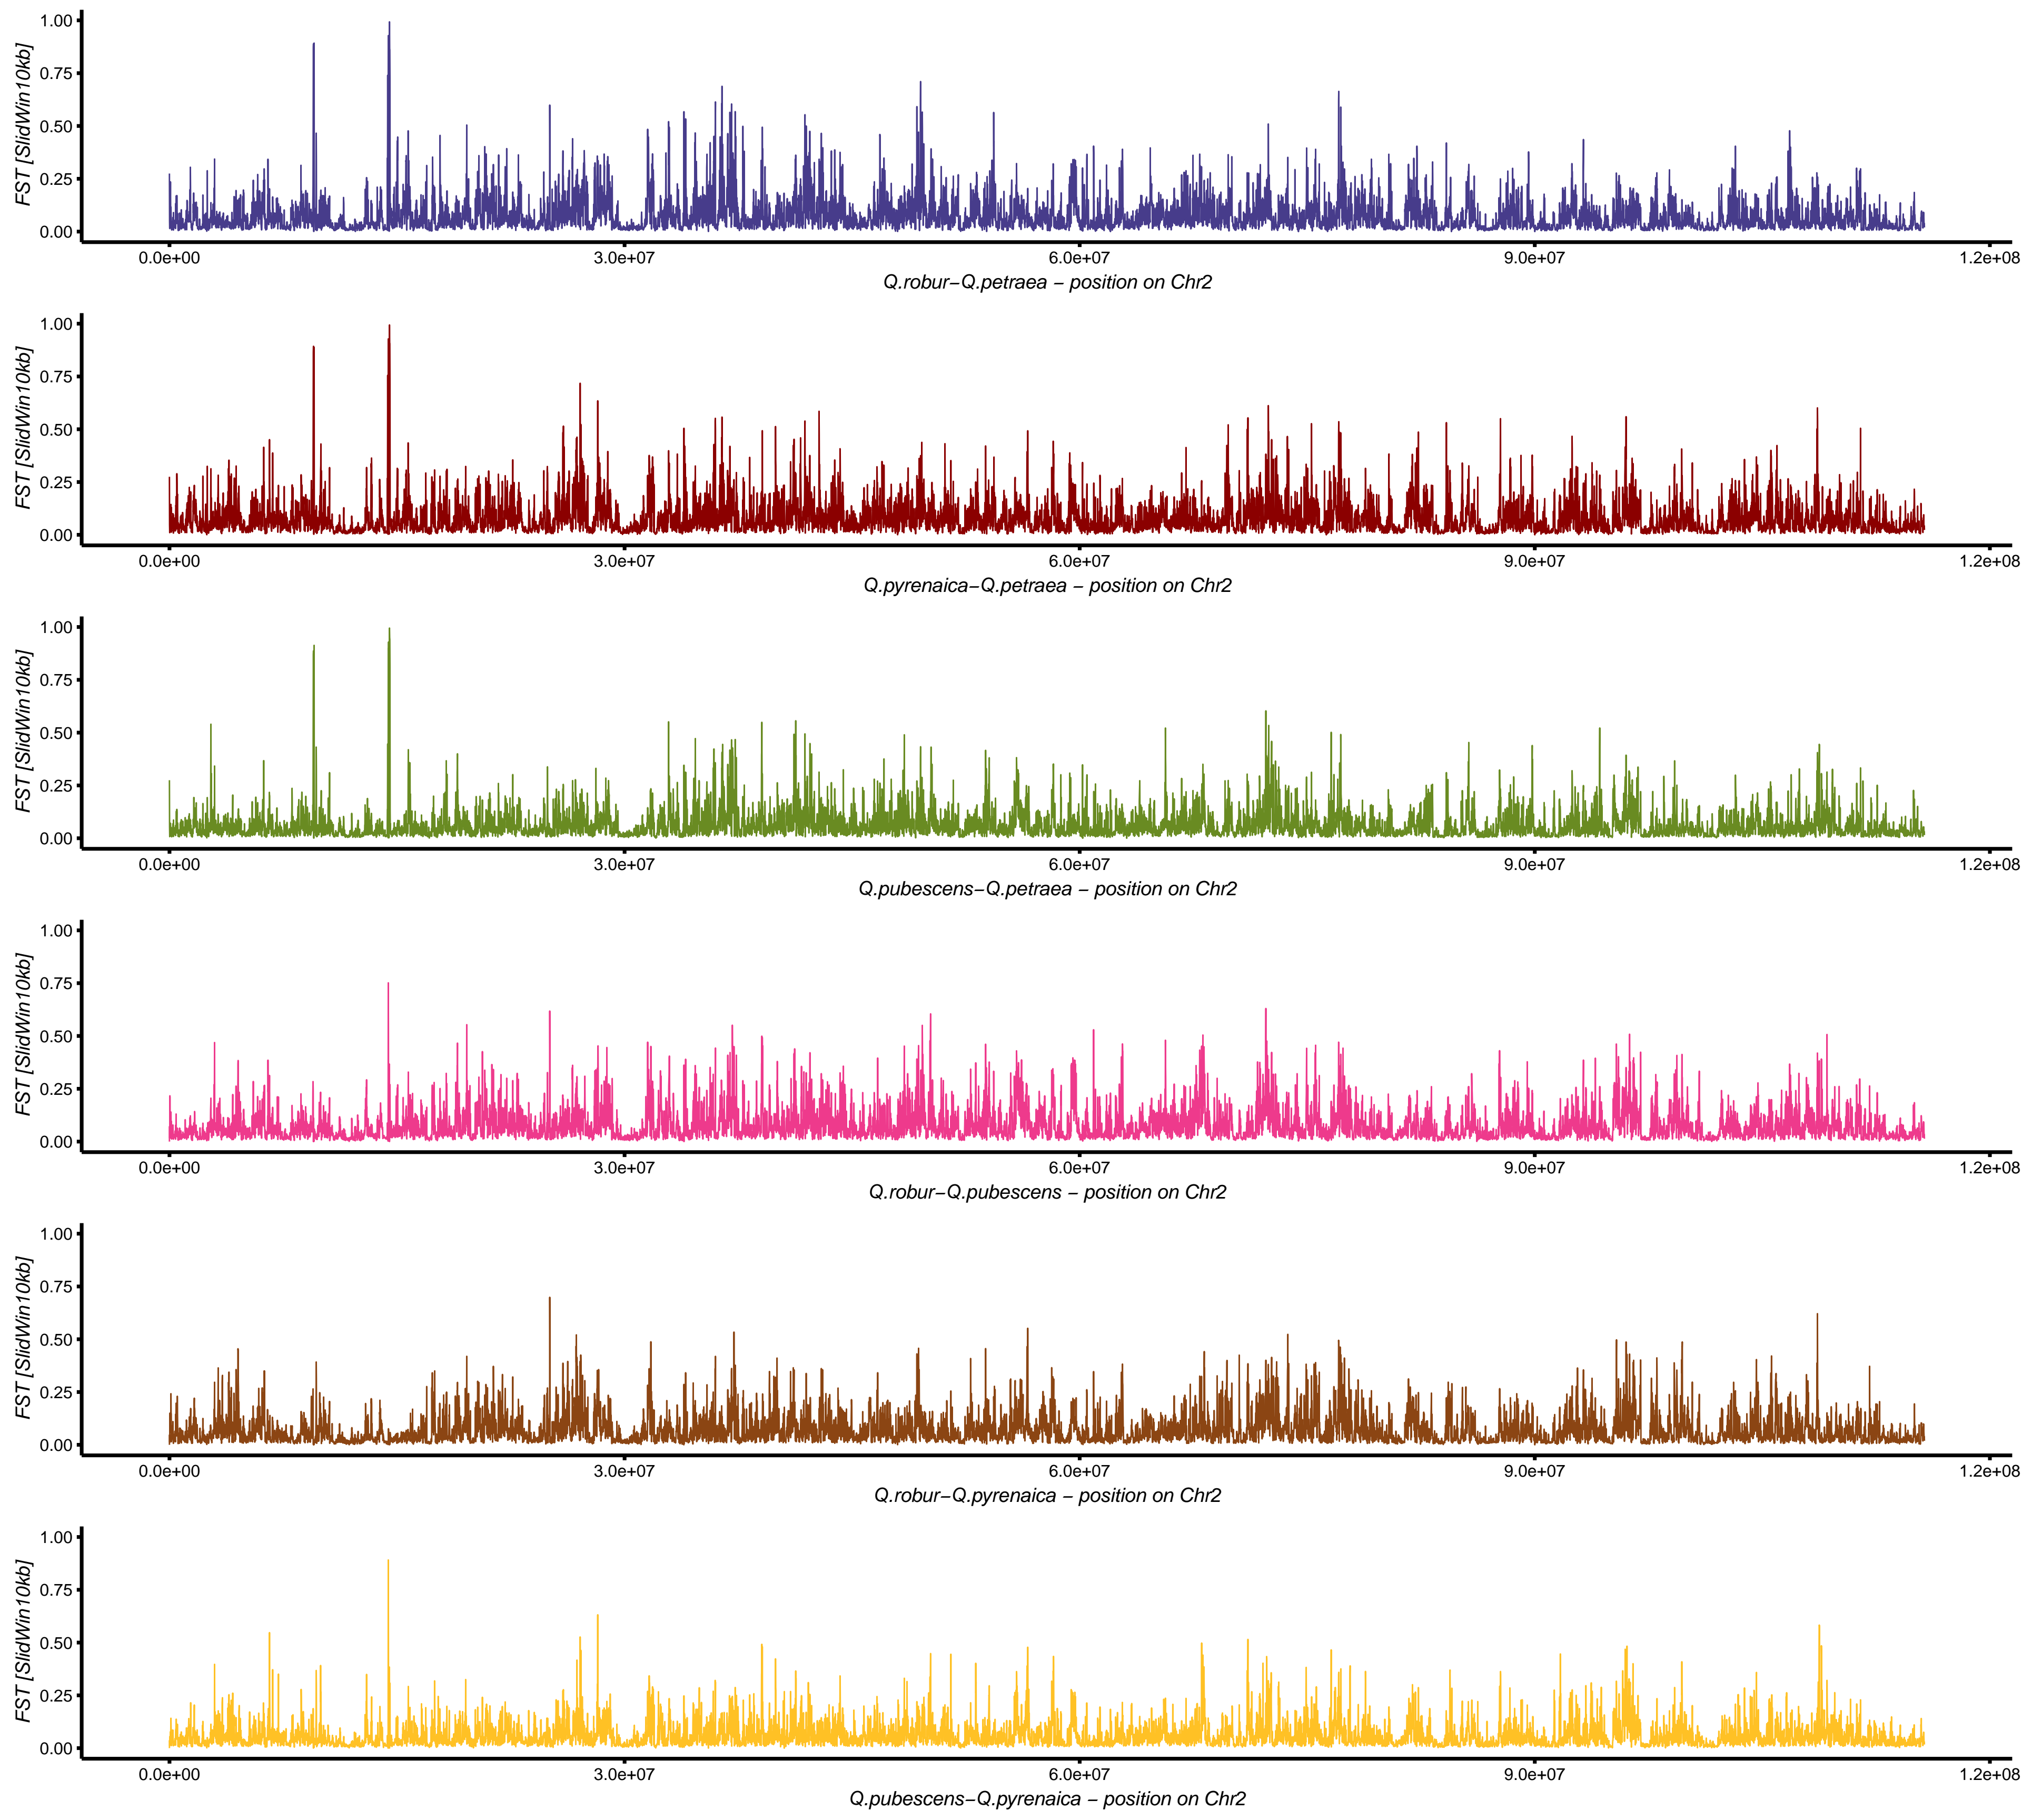 FST [SlidWin10kb]
1.00
0.75
0.50
0.25
0.00
0.0e+00 3.0e+07 6.0e+07 9.0e+07 1.2e+08
Q.robur−Q.petraea − position on Chr2
FST [SlidWin10kb]
1.00
0.75
0.50
0.25
0.00
0.0e+00 3.0e+07 6.0e+07 9.0e+07 1.2e+08
Q.pyrenaica−Q.petraea − position on Chr2
FST [SlidWin10kb]
1.00
0.75
0.50
0.25
0.00
0.0e+00 3.0e+07 6.0e+07 9.0e+07 1.2e+08
Q.pubescens−Q.petraea − position on Chr2
FST [SlidWin10kb]
1.00
0.75
0.50
0.25
0.00
0.0e+00 3.0e+07 6.0e+07 9.0e+07 1.2e+08
Q.robur−Q.pubescens − position on Chr2
FST [SlidWin10kb]
1.00
0.75
0.50
0.25
0.00
0.0e+00 3.0e+07 6.0e+07 9.0e+07 1.2e+08
Q.robur−Q.pyrenaica − position on Chr2
FST [SlidWin10kb]
1.00
0.75
0.50
0.25
0.00
0.0e+00 3.0e+07 6.0e+07 9.0e+07 1.2e+08
Q.pubescens−Q.pyrenaica − position on Chr2